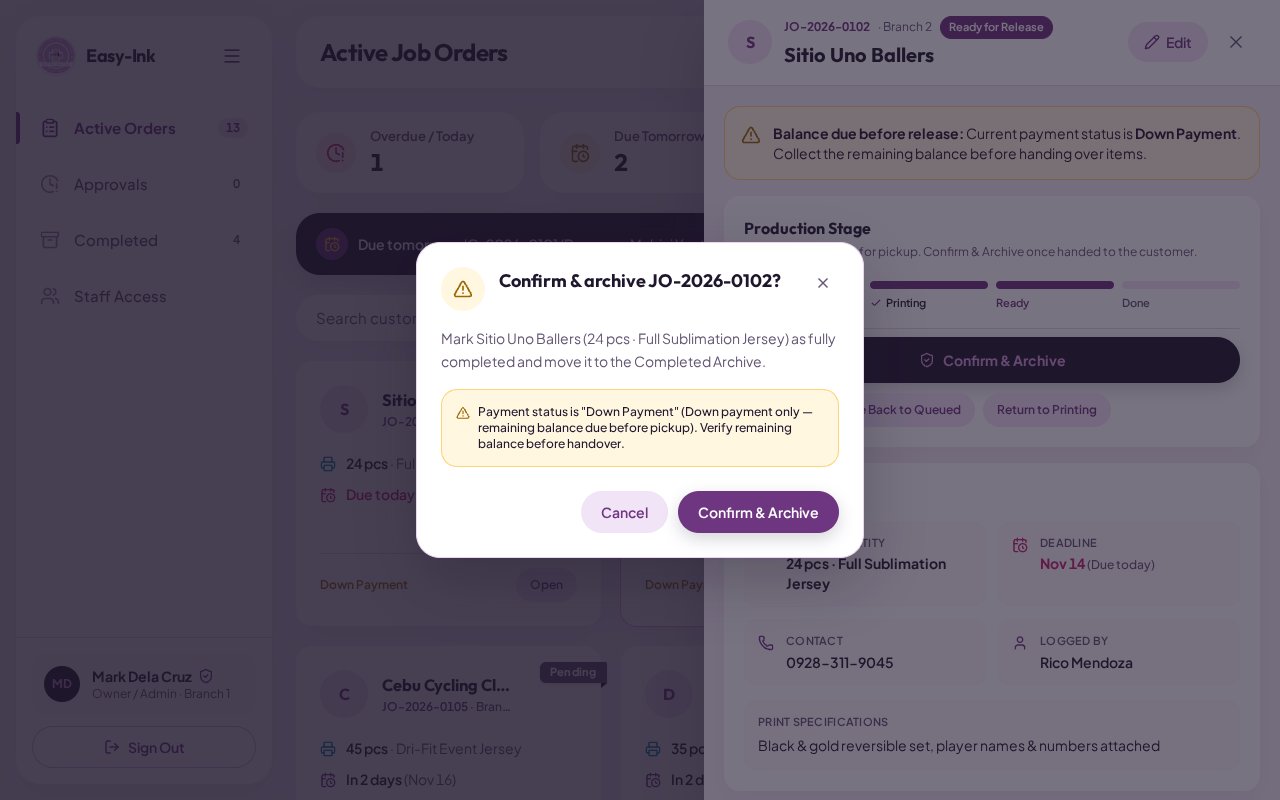 Easy-Ink
Active Orders 13
Approvals 0
Completed 4
Staff Access
MD
Mark Dela Cruz
Owner / Admin · Branch 1
Sign Out
Active Job Orders
Overdue / Today
1
Due Tomorrow
2
Due
Search
S
24 pcs
Due today
Down Payment
Open
Down
Pending
C
Cebu Cycling Cl...
JO-2026-0105 · Bran...
45 pcs · Dri-Fit Event Jersey
In 2 days (Nov 16)
D
35
In 2
S
JO-2026-0102 · Branch 2 Ready for Release
Sitio Uno Ballers
Edit
Balance due before release: Current payment status is Down Payment.
Collect the remaining balance before handing over items.
Production Stage
for pickup. Confirm & Archive once handed to the customer.
Printing
Ready
Done
Confirm & Archive
Back to Queued
Return to Printing
24 pcs · Full Sublimation
Jersey
DEADLINE
Nov 14 (Due today)
CONTACT
0928-311-9045
LOGGED BY
Rico Mendoza
PRINT SPECIFICATIONS
Black & gold reversible set, player names & numbers attached
Confirm & archive JO-2026-0102?
Mark Sitio Uno Ballers (24 pcs · Full Sublimation Jersey) as fully
completed and move it to the Completed Archive.
Payment status is "Down Payment" (Down payment only —
remaining balance due before pickup). Verify remaining
balance before handover.
Cancel
Confirm & Archive